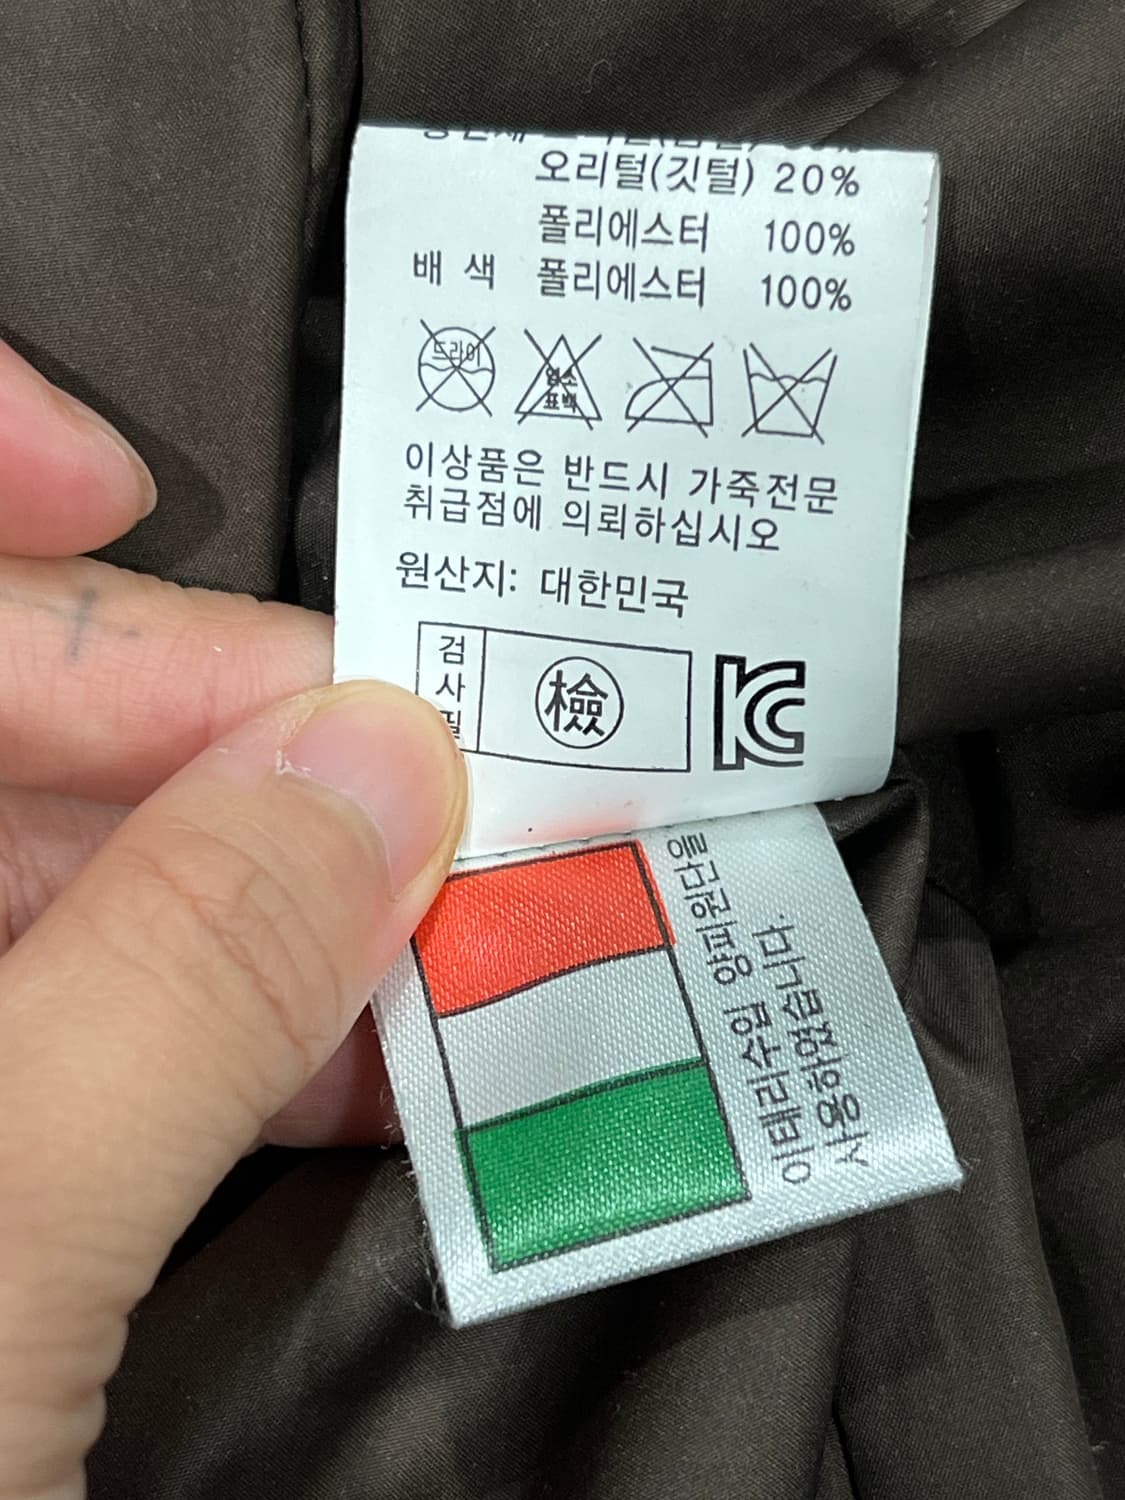 오리털(깃털) 20%
폴리에스터 100%
배 색 폴리에스터 100%
드라이
염소
표백
이상품은 반드시 가죽전문
취급점에 의뢰하십시오
원산지: 대한민국
검
사
필
檢
KC
이태리수입 양피원단을
사용하였습니다.